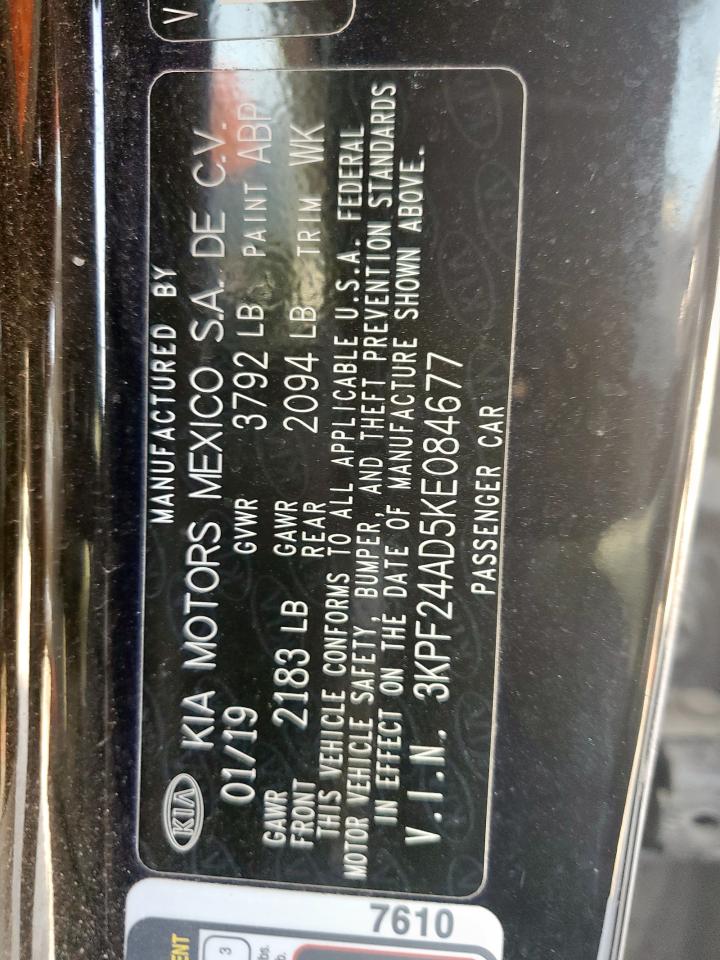 V
MANUFACTURED BY
KIA KIA MOTORS MEXICO S.A. DE C.V.
01/19 GVWR 3792 LB PAINT ABP
GAWR FRONT 2183 LB GAWR REAR 2094 LB TRIM WK
THIS VEHICLE CONFORMS TO ALL APPLICABLE U.S.A. FEDERAL
MOTOR VEHICLE SAFETY, BUMPER, AND THEFT PREVENTION STANDARDS
IN EFFECT ON THE DATE OF MANUFACTURE SHOWN ABOVE.
V.I.N. 3KPF24AD5KE084677
PASSENGER CAR
7610
3